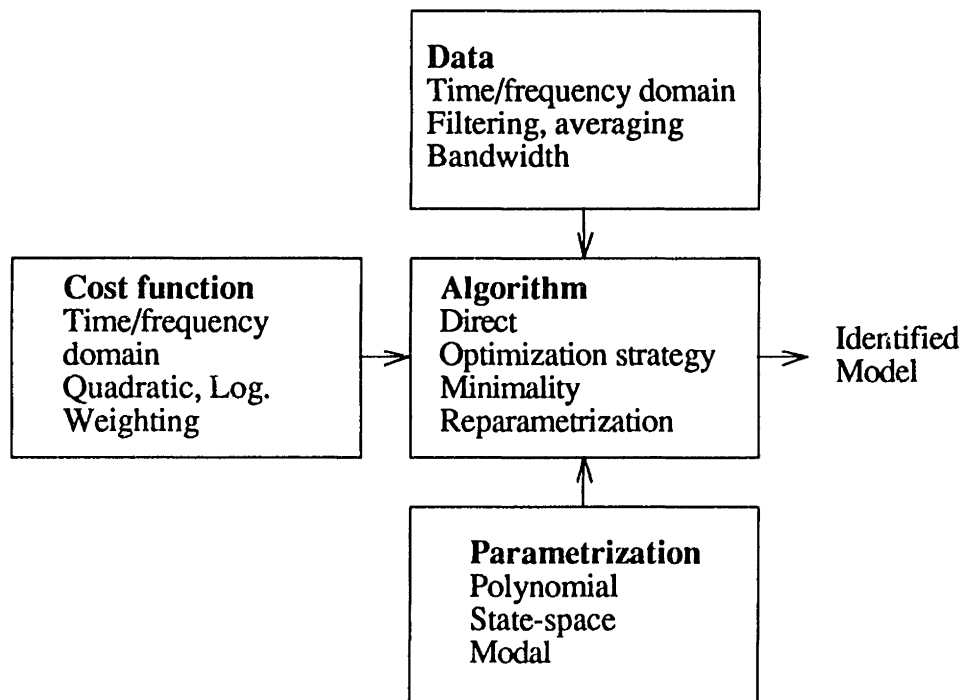 Data
Time/frequency domain
Filtering, averaging
Bandwidth
Cost function
Time/frequency
domain
Quadratic, Log.
Weighting
Algorithm
Direct
Optimization strategy
Minimality
Reparametrization
Identified
Model
Parametrization
Polynomial
State-space
Modal